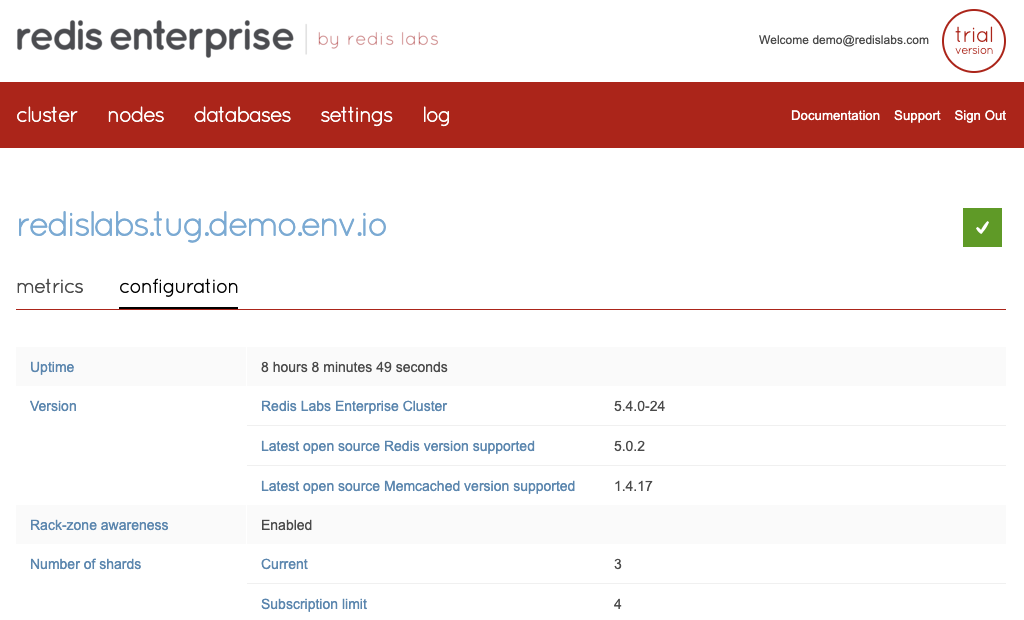 redis enterprise by redis labs
Welcome demo@redislabs.com
trial
version
cluster nodes databases settings log Documentation Support Sign Out
redislabs.tug.demo.env.io
metrics configuration
Uptime 8 hours 8 minutes 49 seconds
Version Redis Labs Enterprise Cluster 5.4.0-24
Latest open source Redis version supported 5.0.2
Latest open source Memcached version supported 1.4.17
Rack-zone awareness Enabled
Number of shards Current 3
Subscription limit 4